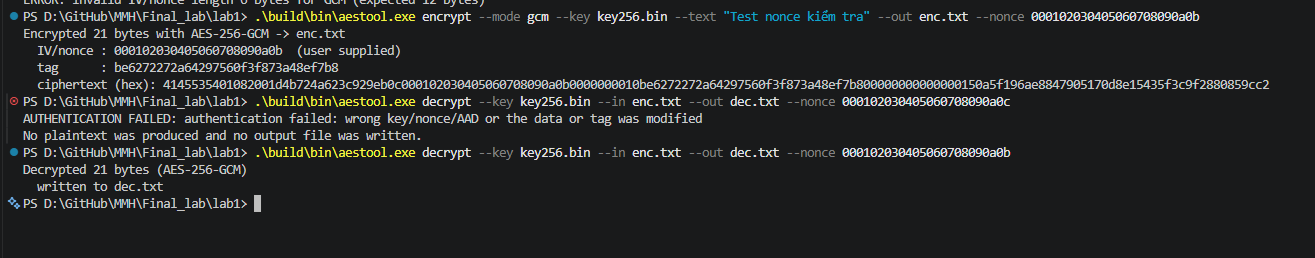 ERROR: Invalid IV/nonce length 6 bytes for GCM (expected 12 bytes)
PS D:\GitHub\MMH\Final_lab\lab1> .\build\bin\aestool.exe encrypt --mode gcm --key key256.bin --text "Test nonce kiểm tra" --out enc.txt --nonce 000102030405060708090a0b
Encrypted 21 bytes with AES-256-GCM -> enc.txt
IV/nonce : 000102030405060708090a0b (user supplied)
tag : be6272272a64297560f3f873a48ef7b8
ciphertext (hex): 4145535401082001d4b724a623c929eb0c000102030405060708090a0b0000000010be6272272a64297560f3f873a48ef7b800000000000000150a5f196ae8847905170d8e15435f3c9f2880859cc2
PS D:\GitHub\MMH\Final_lab\lab1> .\build\bin\aestool.exe decrypt --key key256.bin --in enc.txt --out dec.txt --nonce 000102030405060708090a0c
AUTHENTICATION FAILED: authentication failed: wrong key/nonce/AAD or the data or tag was modified
No plaintext was produced and no output file was written.
PS D:\GitHub\MMH\Final_lab\lab1> .\build\bin\aestool.exe decrypt --key key256.bin --in enc.txt --out dec.txt --nonce 000102030405060708090a0b
Decrypted 21 bytes (AES-256-GCM)
written to dec.txt
PS D:\GitHub\MMH\Final_lab\lab1>